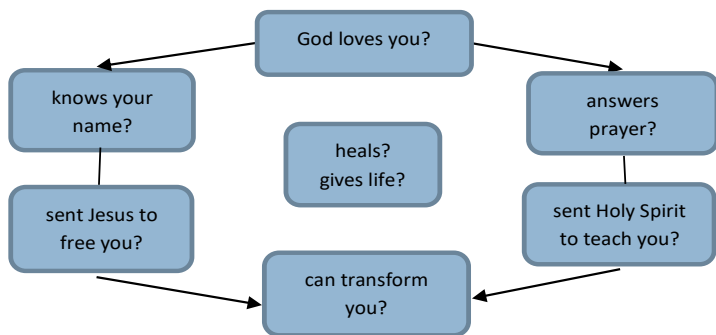 God loves you?
knows your
name?
answers
prayer?
heals?
gives life?
sent Jesus to
free you?
sent Holy Spirit
to teach you?
can transform
you?